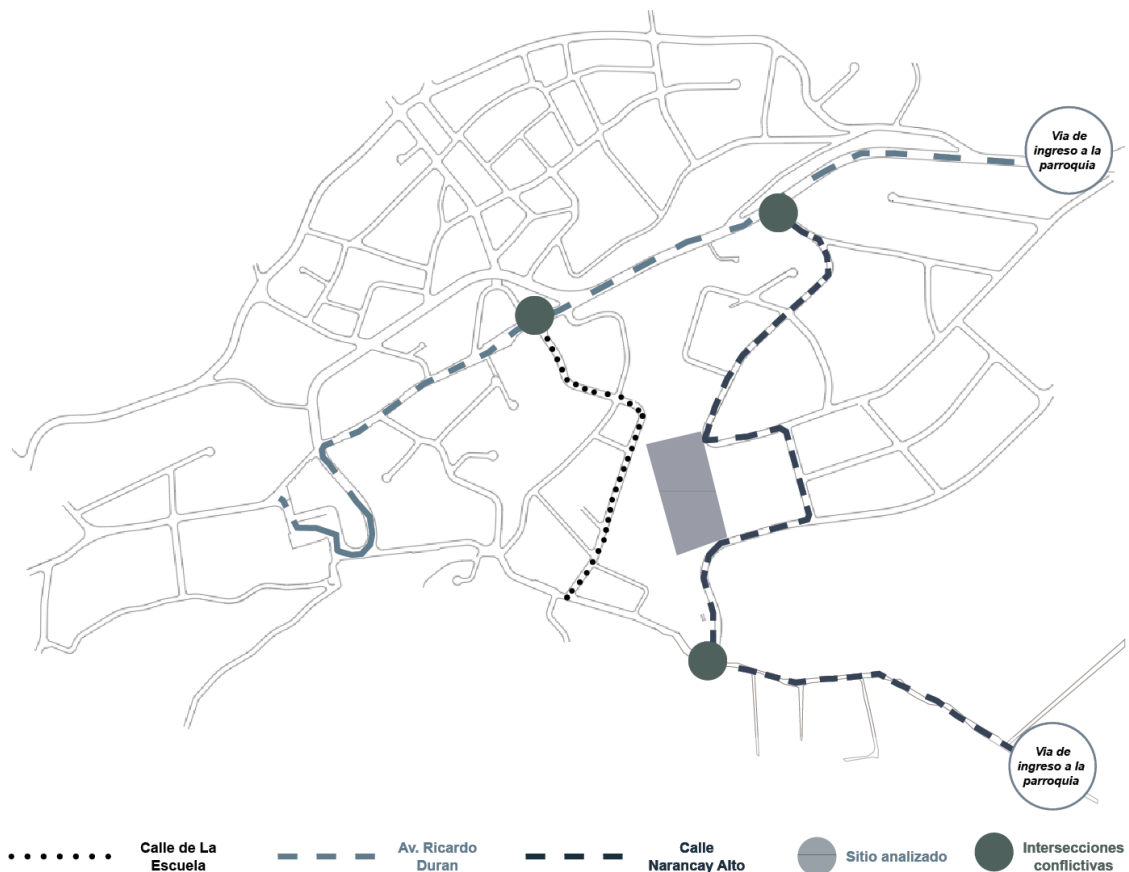 Via de
ingreso a la
parroquia
Via de
ingreso a la
parroquia
Calle de La
Escuela
Av. Ricardo
Duran
Calle
Narancay Alto
Sitio analizado
Intersecciones
conflictivas